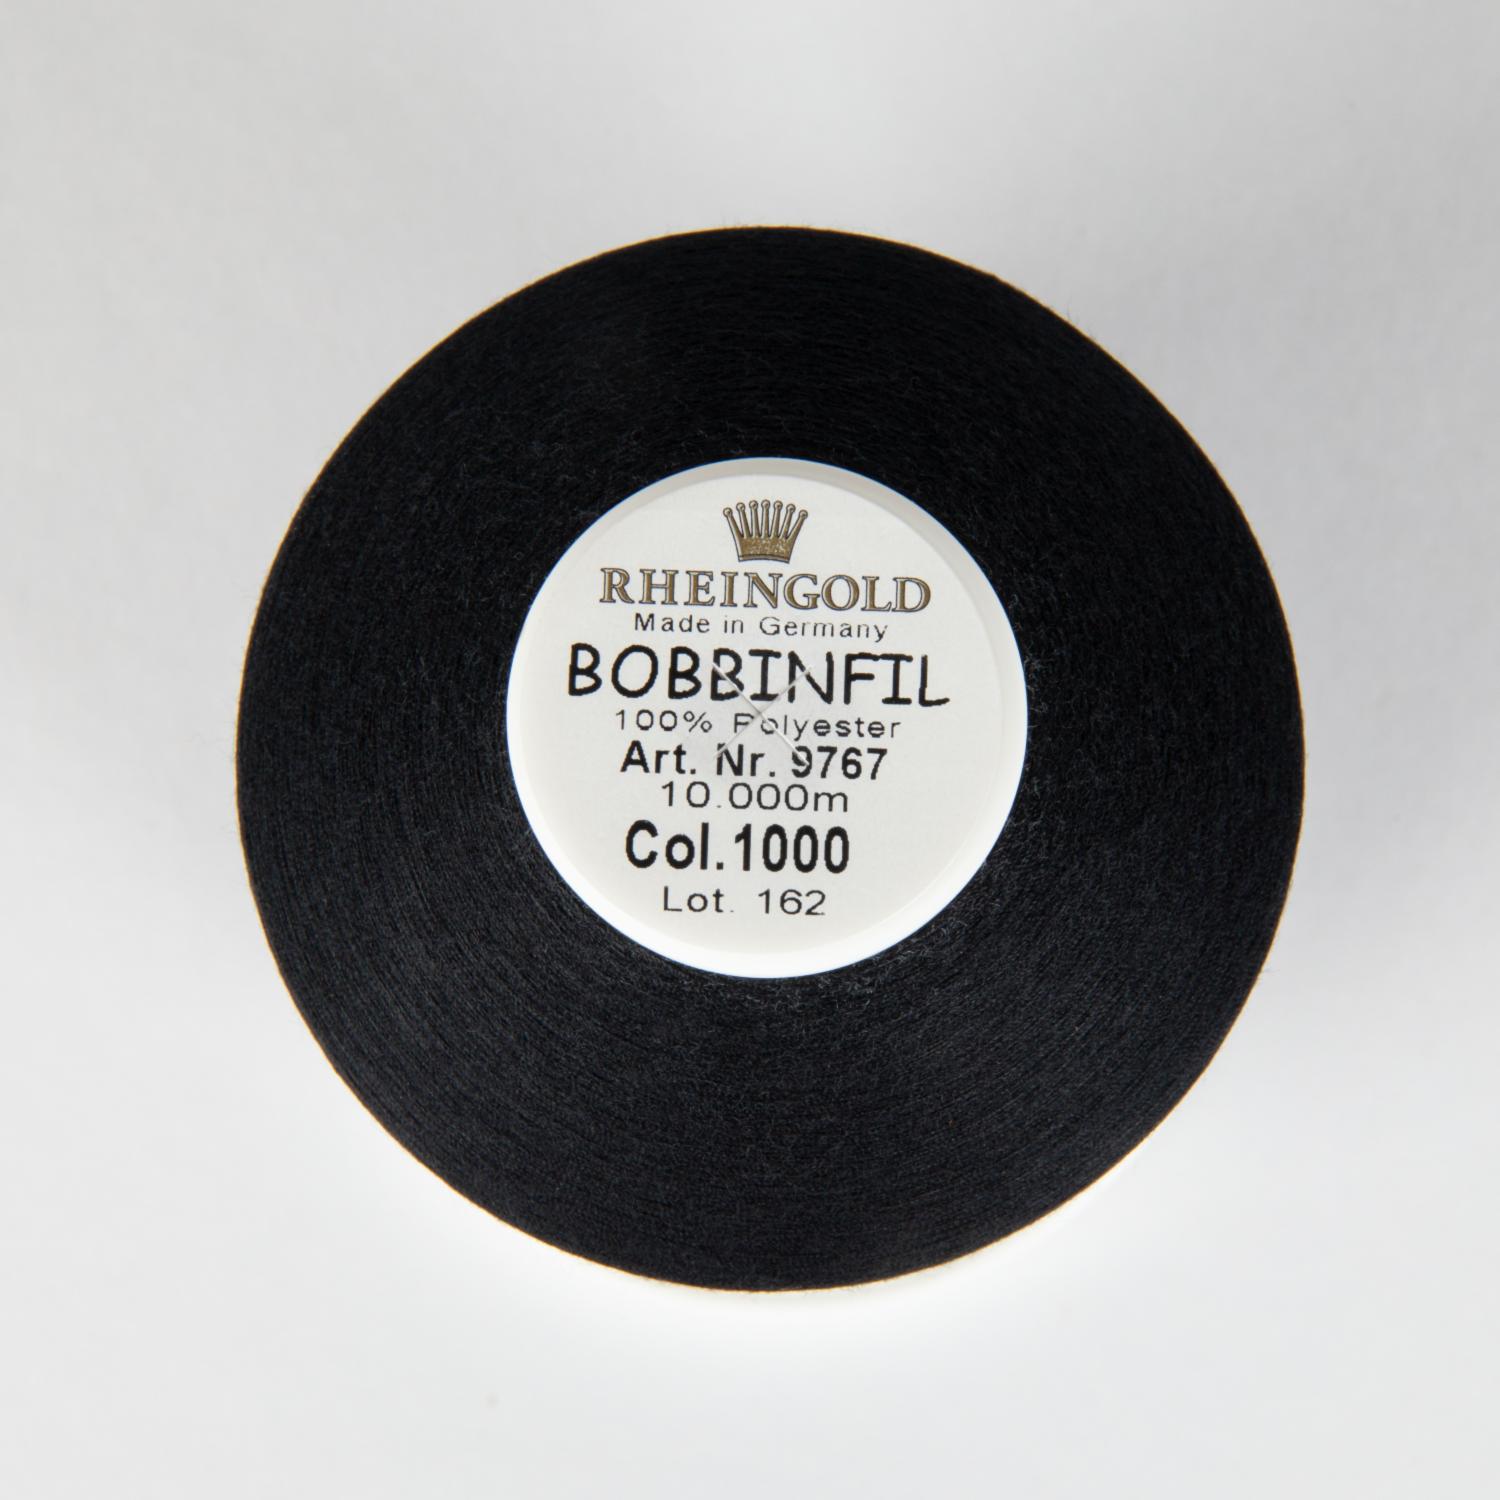 RHEINGOLD
Made in Germany
BOBBINFIL
100% Polyester
Art. Nr. 9767
10.000m
Col.1000
Lot. 162